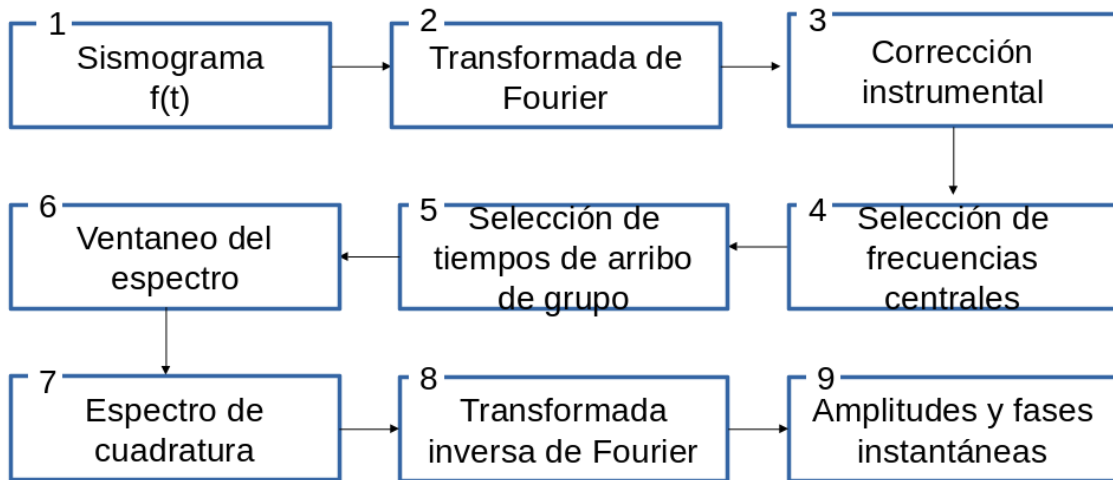 1
Sismograma
f(t)
2
Transformada de
Fourier
3
Corrección
instrumental
4
Selección de
frecuencias
centrales
5
Selección de
tiempos de arribo
de grupo
6
Ventaneo del
espectro
7
Espectro de
cuadratura
8
Transformada
inversa de Fourier
9
Amplitudes y fases
instantáneas